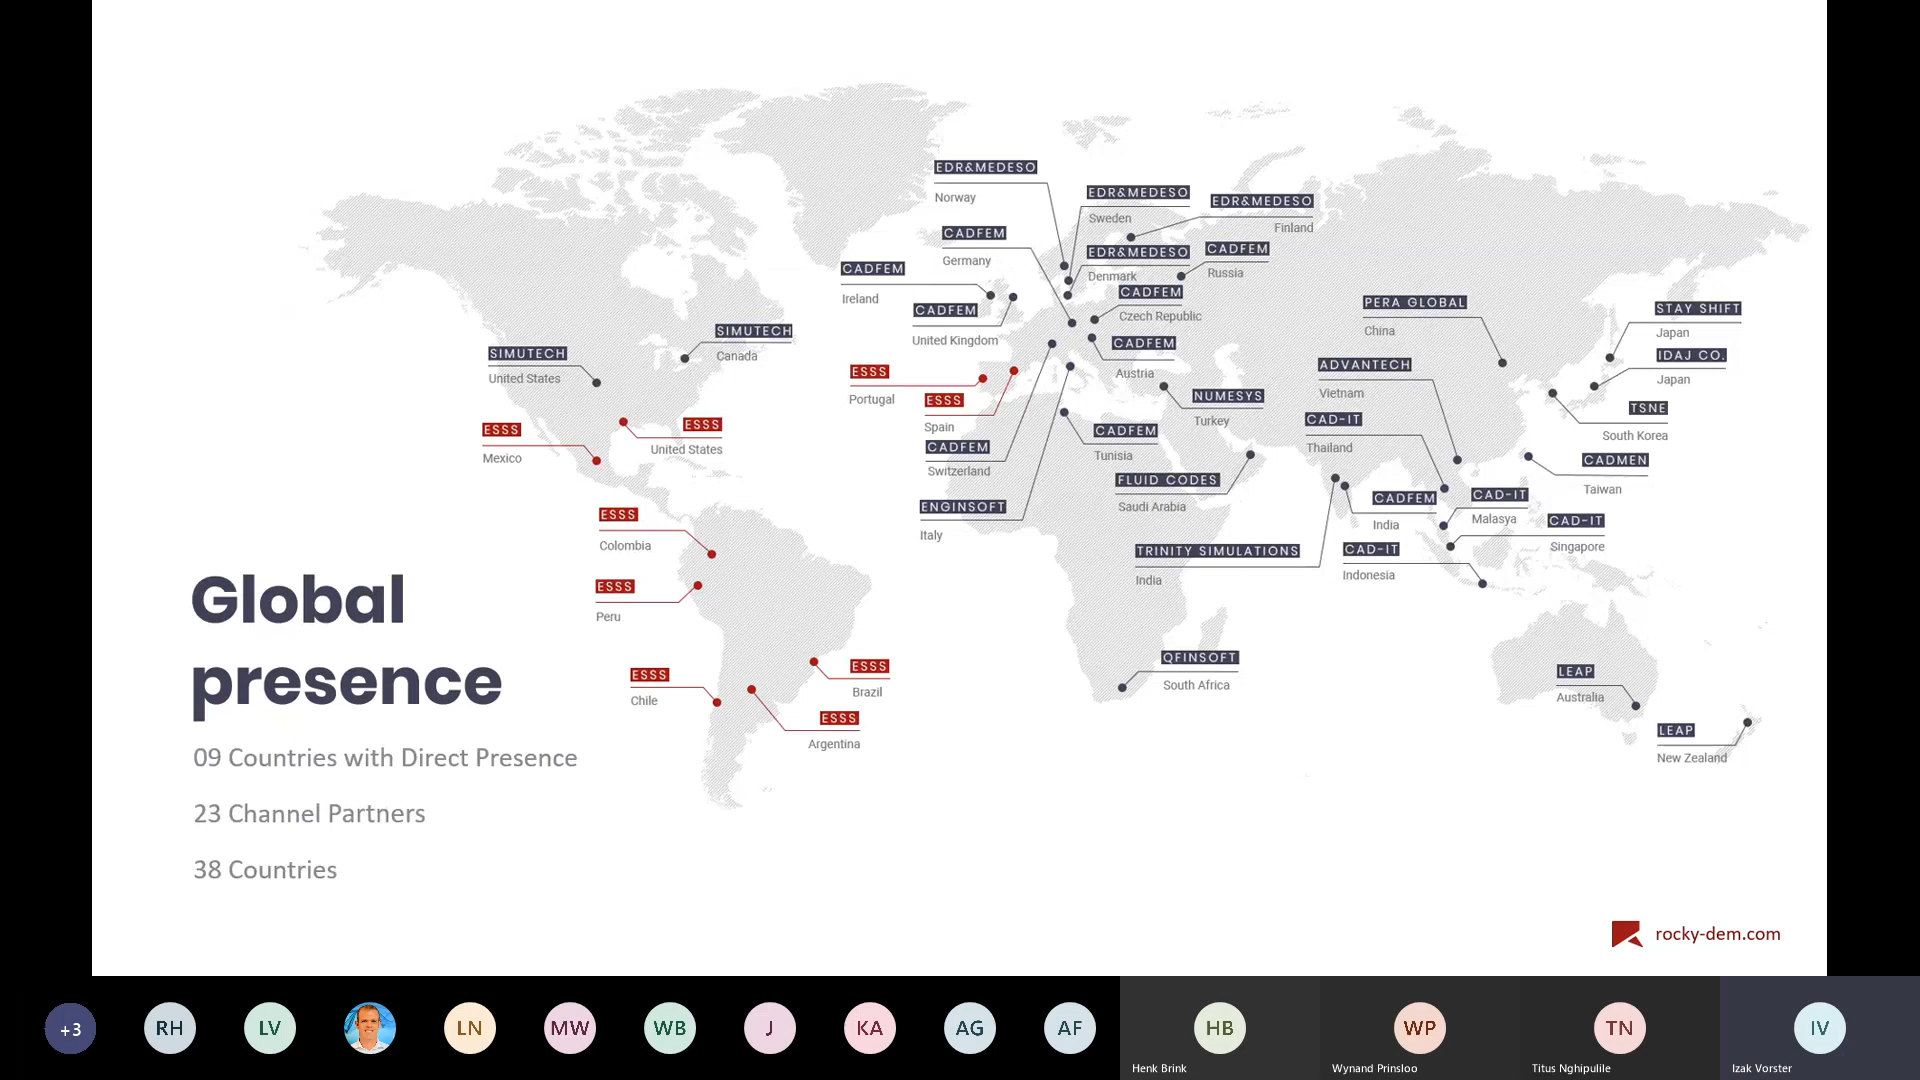 EDR&MEDESO
Norway
EDR&MEDESO
Sweden
EDR&MEDESO
Finland
CADFEM
Germany
EDR&MEDESO
Denmark
CADFEM
Russia
CADFEM
Ireland
CADFEM
Czech Republic
CADFEM
United Kingdom
CADFEM
Austria
PERA GLOBAL
China
STAY SHIFT
Japan
IDAJ CO.
Japan
SIMUTECH
Canada
SIMUTECH
United States
ESSS
Portugal
ESSS
Spain
ADVANTECH
Vietnam
NUMESYS
Turkey
TSNE
South Korea
CAD-IT
Thailand
ESSS
Mexico
ESSS
United States
CADFEM
Switzerland
CADFEM
Tunisia
CADMEN
Taiwan
FLUID CODES
Saudi Arabia
CADFEM
India
CAD-IT
Malasya
CAD-IT
Singapore
ENGINSOFT
Italy
ESSS
Colombia
TRINITY SIMULATIONS
India
CAD-IT
Indonesia
ESSS
Peru
ESSS
Chile
ESSS
Brazil
ESSS
Argentina
QFINSOFT
South Africa
LEAP
Australia
LEAP
New Zealand
Global
presence
09 Countries with Direct Presence
23 Channel Partners
38 Countries
rocky-dem.com
+3
RH
LV
LN
MW
WB
J
KA
AG
AF
HB
Henk Brink
WP
Wynand Prinsloo
TN
Titus Nghipulile
IV
Izak Vorster